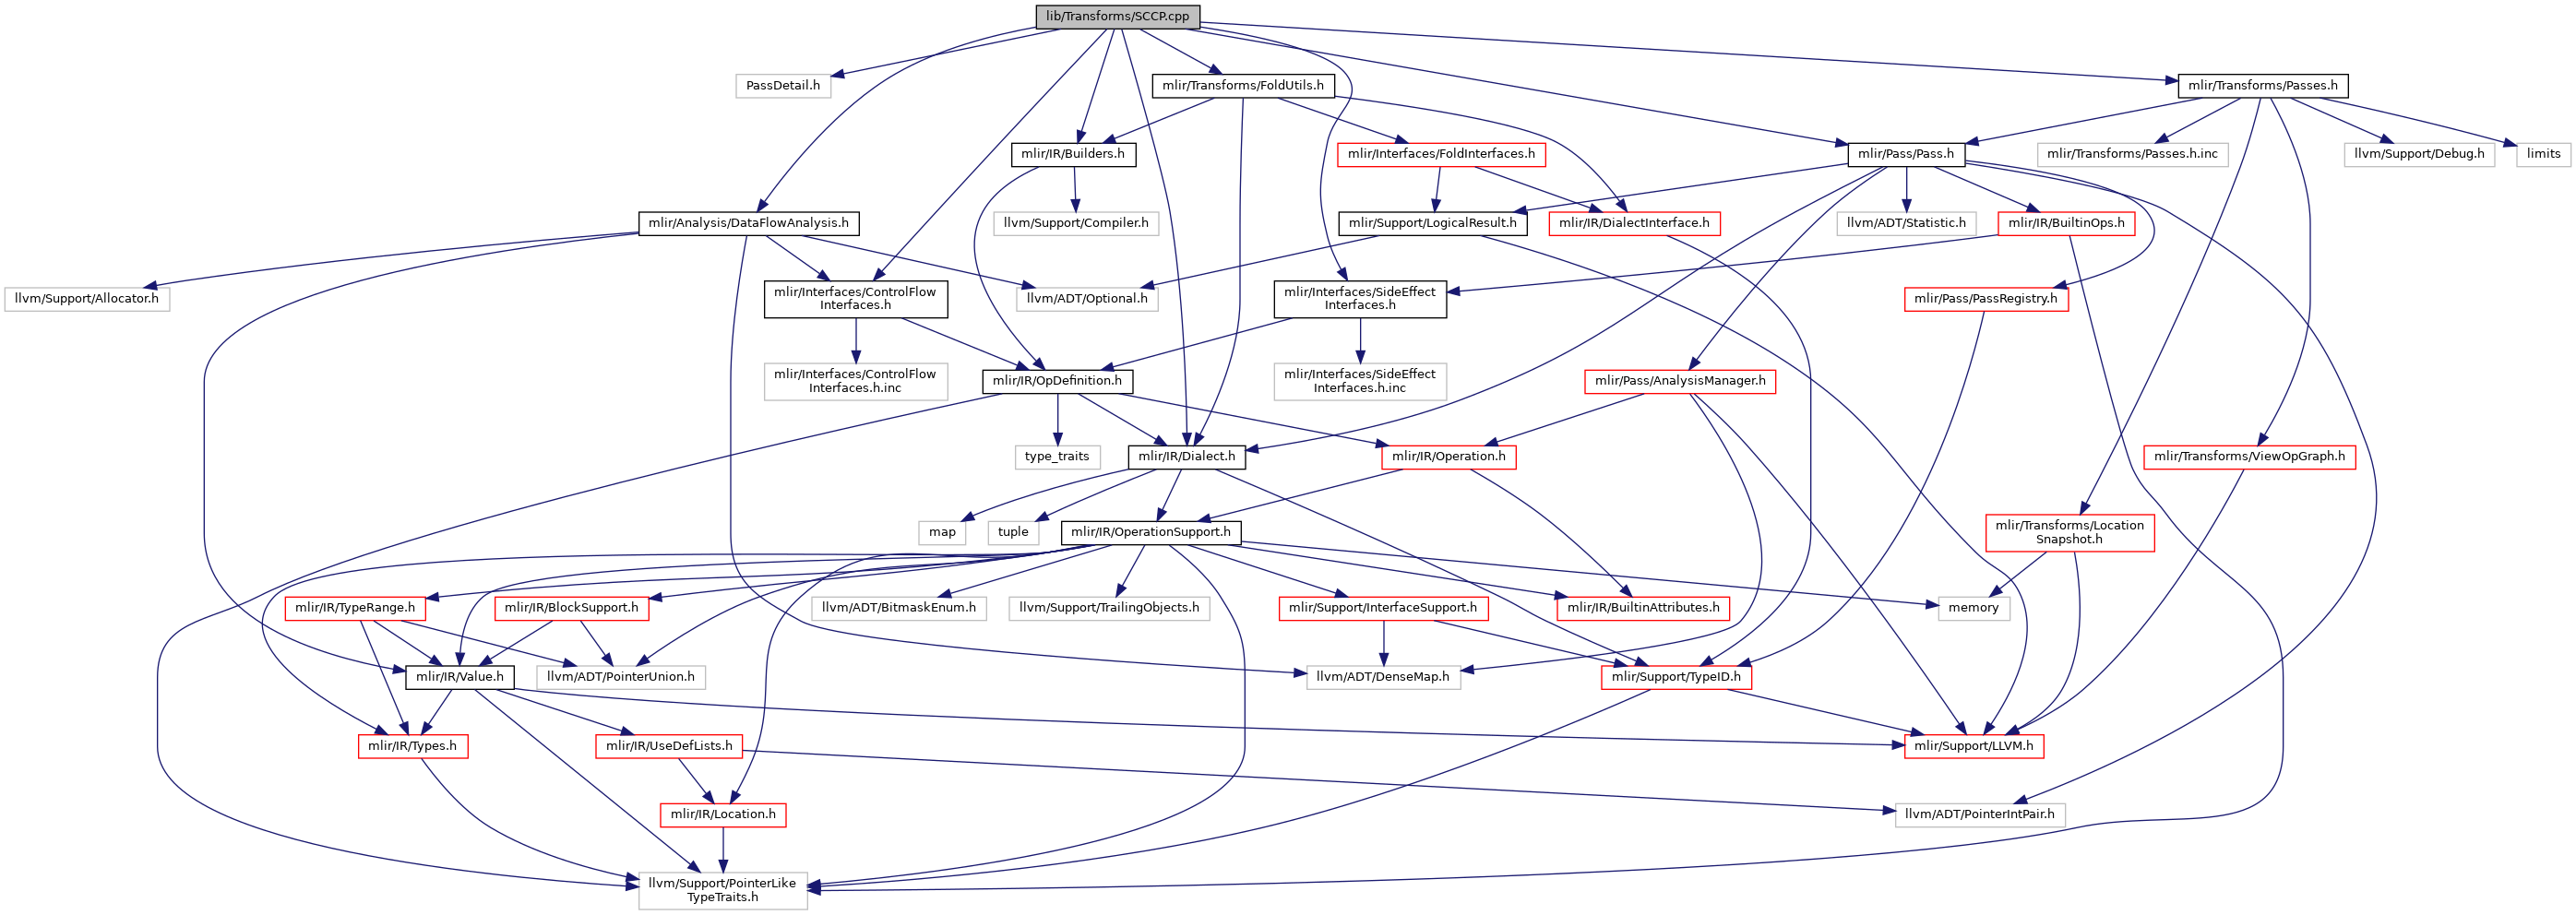 lib/Transforms/SCCP.cpp
PassDetail.h
mlir/Transforms/FoldUtils.h
mlir/Transforms/Passes.h
mlir/IR/Builders.h
mlir/Interfaces/FoldInterfaces.h
mlir/Pass/Pass.h
mlir/Transforms/Passes.h.inc
llvm/Support/Debug.h
limits
mlir/Analysis/DataFlowAnalysis.h
llvm/Support/Compiler.h
mlir/Support/LogicalResult.h
mlir/IR/DialectInterface.h
llvm/ADT/Statistic.h
mlir/IR/BuiltinOps.h
llvm/Support/Allocator.h
mlir/Interfaces/ControlFlow
Interfaces.h
llvm/ADT/Optional.h
mlir/Interfaces/SideEffect
Interfaces.h
mlir/Pass/PassRegistry.h
mlir/Interfaces/ControlFlow
Interfaces.h.inc
mlir/IR/OpDefinition.h
mlir/Interfaces/SideEffect
Interfaces.h.inc
mlir/Pass/AnalysisManager.h
type_traits
mlir/IR/Dialect.h
mlir/IR/Operation.h
mlir/Transforms/ViewOpGraph.h
map
tuple
mlir/IR/OperationSupport.h
mlir/Transforms/Location
Snapshot.h
mlir/IR/TypeRange.h
mlir/IR/BlockSupport.h
llvm/ADT/BitmaskEnum.h
llvm/Support/TrailingObjects.h
mlir/Support/InterfaceSupport.h
mlir/IR/BuiltinAttributes.h
memory
mlir/IR/Value.h
llvm/ADT/PointerUnion.h
llvm/ADT/DenseMap.h
mlir/Support/TypeID.h
mlir/IR/Types.h
mlir/IR/UseDefLists.h
mlir/Support/LLVM.h
mlir/IR/Location.h
llvm/ADT/PointerIntPair.h
llvm/Support/PointerLike
TypeTraits.h